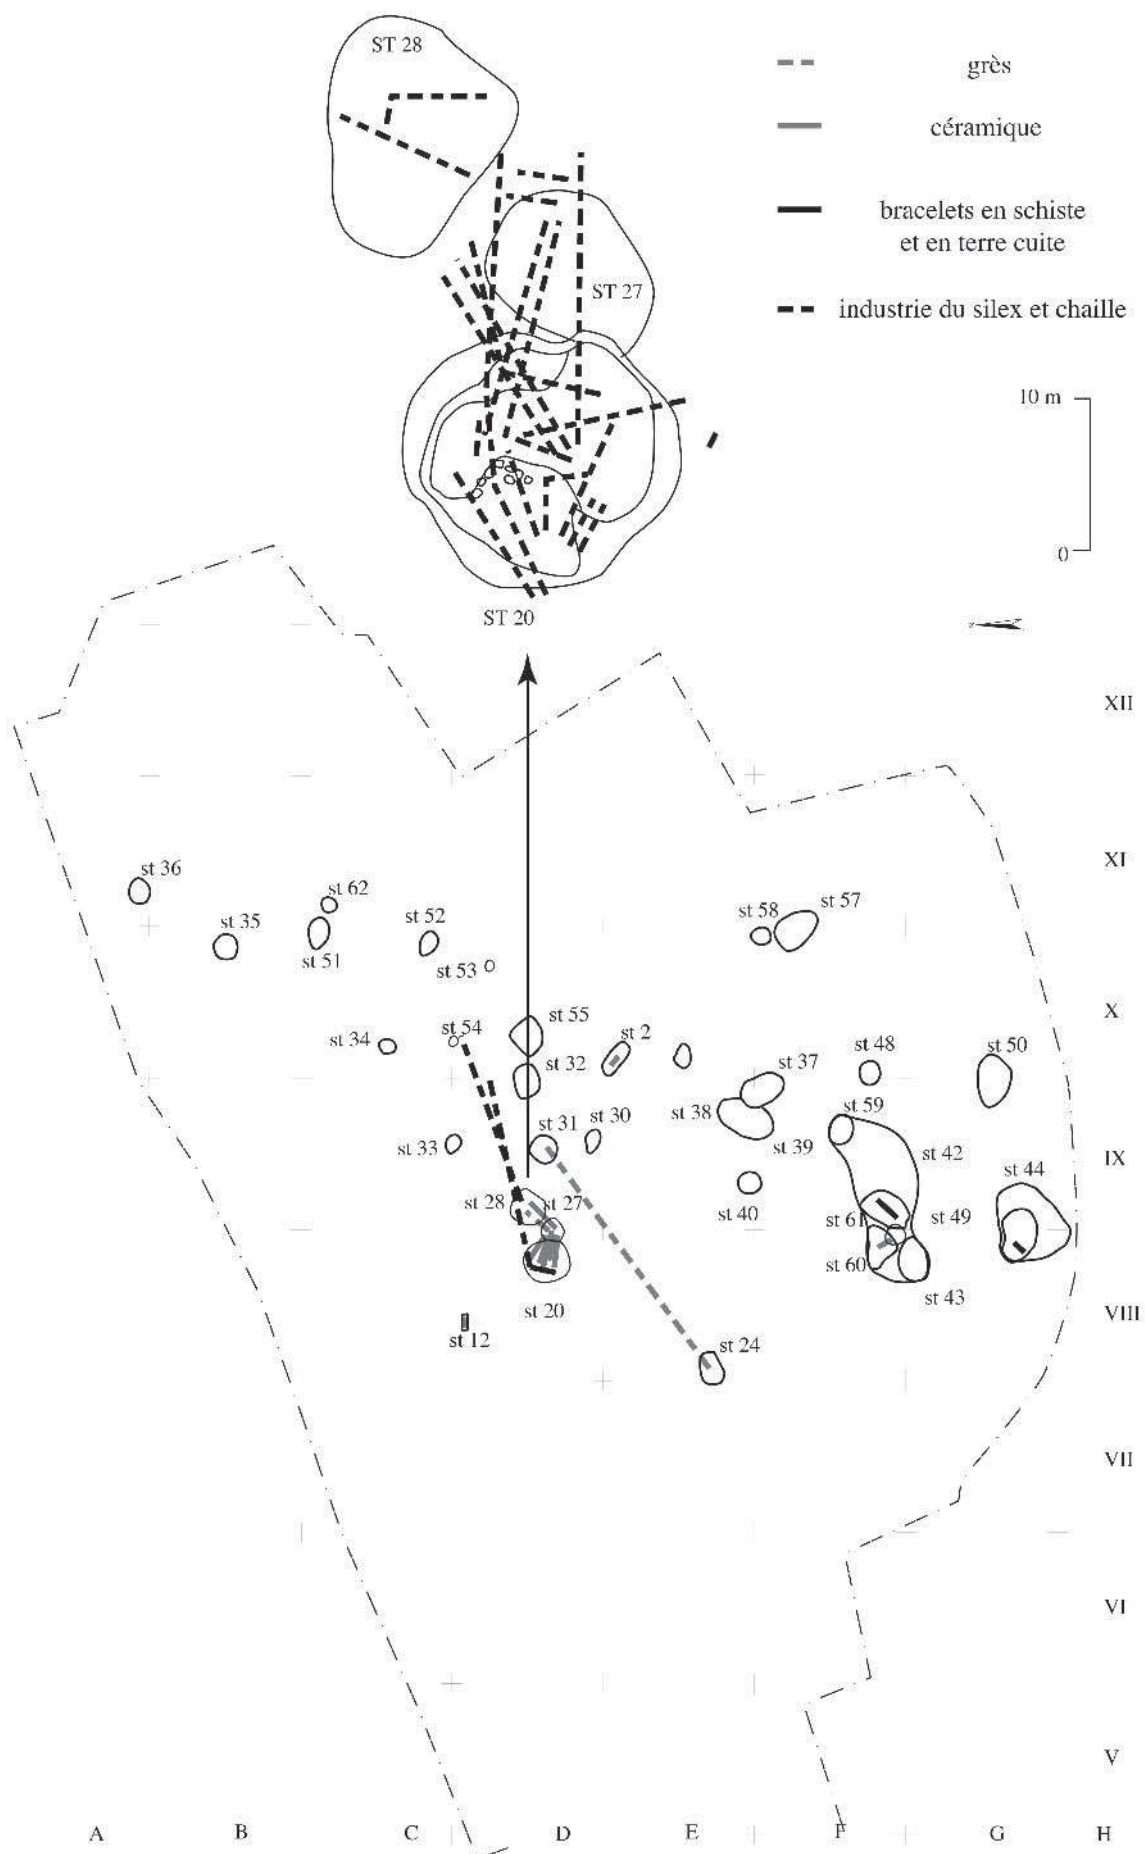 ST 28
grès
céramique
bracelets en schiste
et en terre cuite
ST 27
industrie du silex et chaille
10 m
0
ST 20
XII
XI
st 36
st 62
st 35
st 51
st 52
st 53
st 58
st 57
X
st 55
st 54
st 34
st 2
st 32
st 37
st 48
st 50
st 38
st 59
st 31
st 30
st 33
st 39
st 42
IX
st 44
st 40
st 28
st 27
st 61
st 49
st 60
st 43
st 20
VIII
st 12
st 24
VII
VI
V
A B C D E F G H